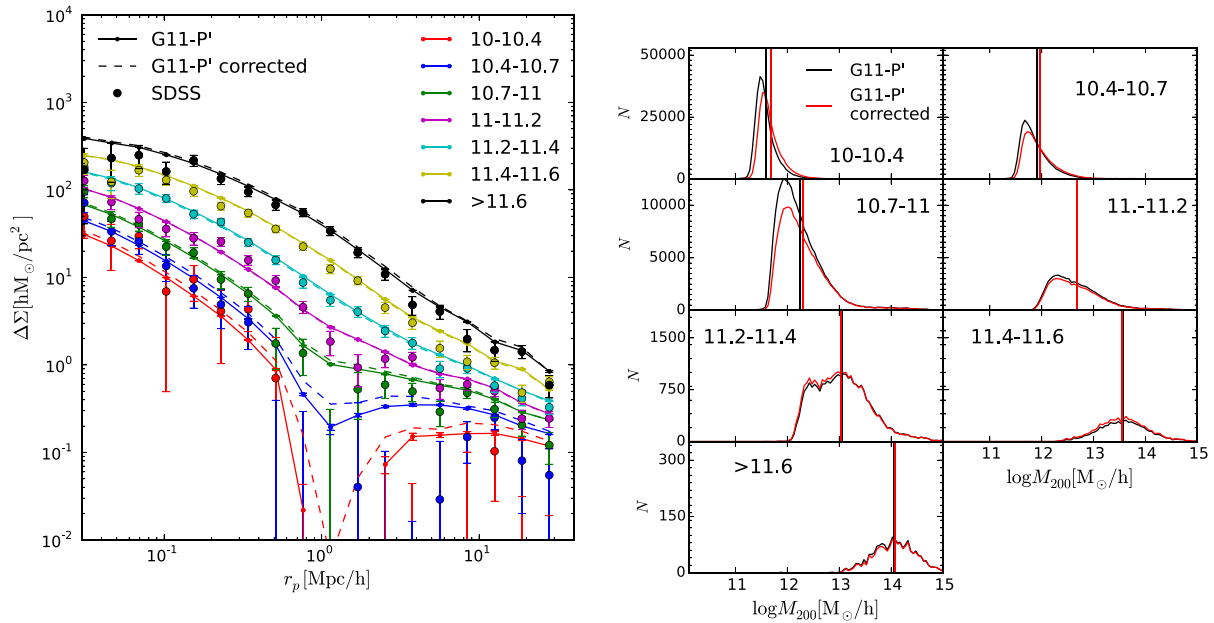 10^4
10^3
10^2
10^1
10^0
10^-1
10^-2
ΔΣ[hM⊙/pc^2]
G11-P'
G11-P' corrected
SDSS
10-10.4
10.4-10.7
10.7-11
11-11.2
11.2-11.4
11.4-11.6
>11.6
10^-1 10^0 10^1
r_p[Mpc/h]
50000
25000
0
N
G11-P'
G11-P'
corrected
10-10.4
10.4-10.7
10000
5000
0
N
10.7-11
11.-11.2
1500
750
0
N
11.2-11.4
11.4-11.6
300
150
0
N
>11.6
11 12 13 14 15
logM_200[M⊙/h]
11 12 13 14 15
logM_200[M⊙/h]